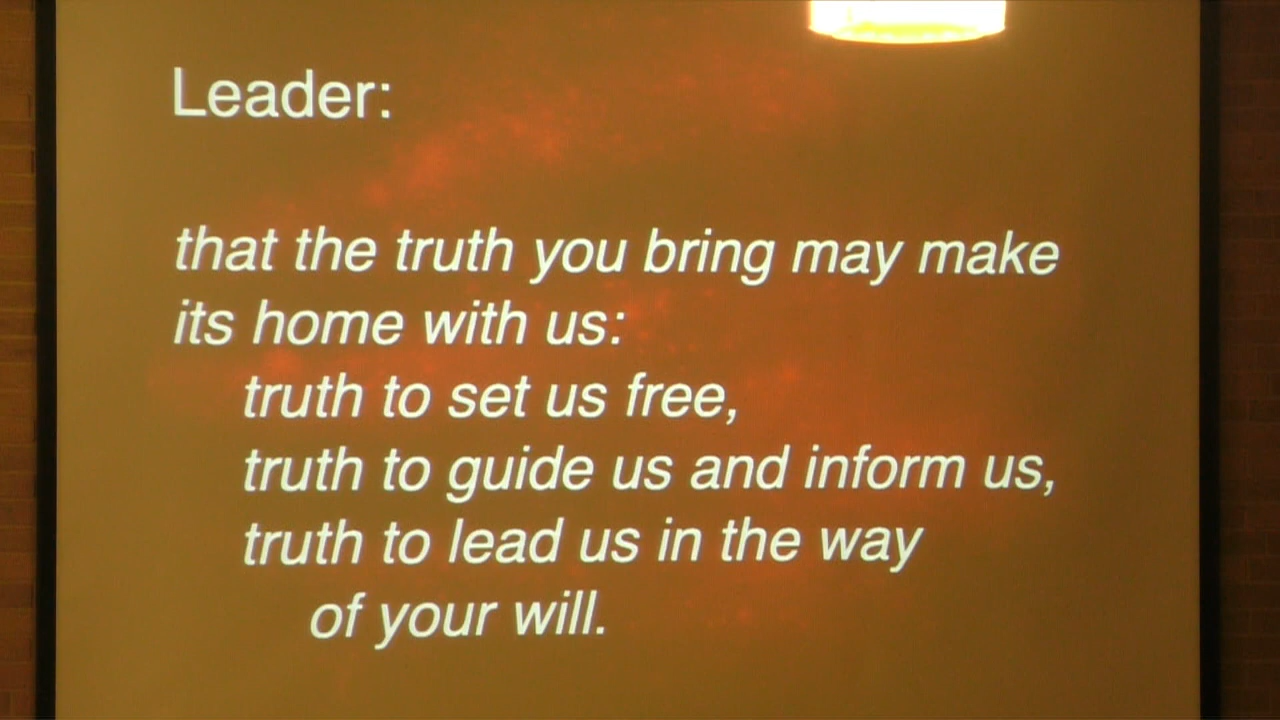 Leader:
that the truth you bring may make
its home with us:
truth to set us free,
truth to guide us and inform us,
truth to lead us in the way
of your will.